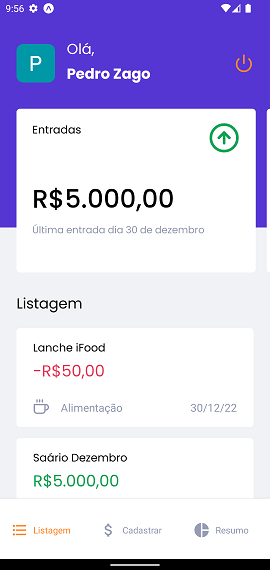 9:56
P
Olá,
Pedro Zago
Entradas
R$5.000,00
Última entrada dia 30 de dezembro
Listagem
Lanche iFood
-R$50,00
Alimentação
30/12/22
Saário Dezembro
R$5.000,00
Listagem
Cadastrar
Resumo